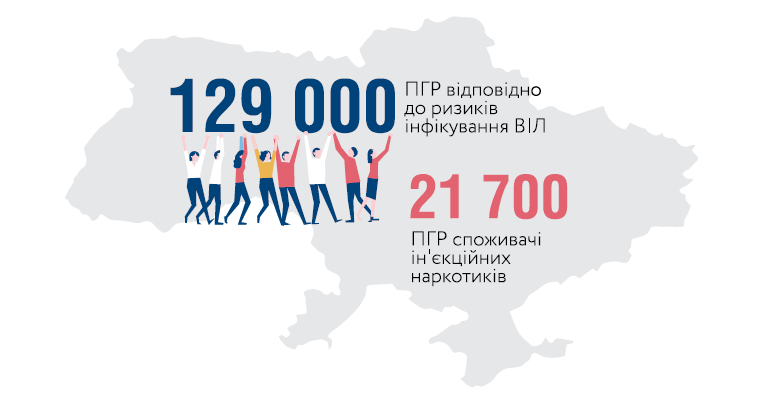 129 000
ПГР відповідно
до ризиків
інфікування ВІЛ
21 700
ПГР споживачі
ін'єкційних
наркотиків